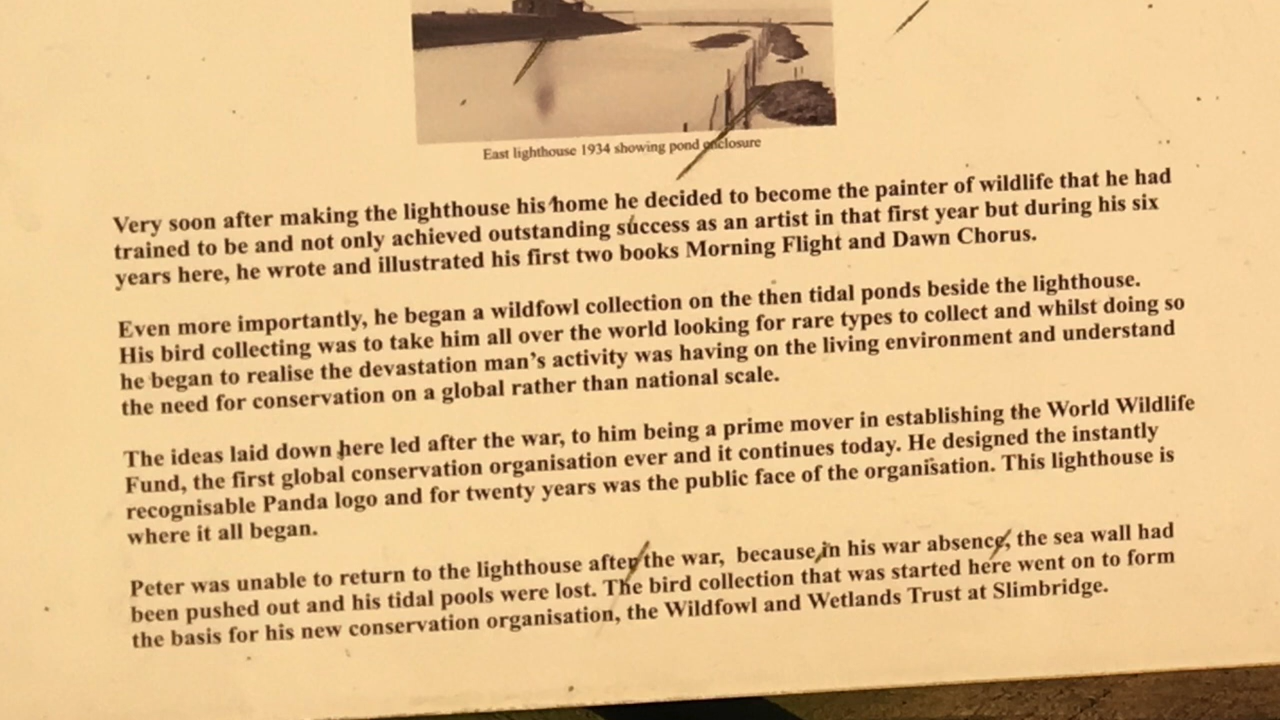 East lighthouse 1934 showing pond enclosure
Very soon after making the lighthouse his home he decided to become the painter of wildlife that he had
trained to be and not only achieved outstanding success as an artist in that first year but during his six
years here, he wrote and illustrated his first two books Morning Flight and Dawn Chorus.
Even more importantly, he began a wildfowl collection on the then tidal ponds beside the lighthouse.
His bird collecting was to take him all over the world looking for rare types to collect and whilst doing so
he began to realise the devastation man's activity was having on the living environment and understand
the need for conservation on a global rather than national scale.
The ideas laid down here led after the war, to him being a prime mover in establishing the World Wildlife
Fund, the first global conservation organisation ever and it continues today. He designed the instantly
recognisable Panda logo and for twenty years was the public face of the organisation. This lighthouse is
where it all began.
Peter was unable to return to the lighthouse after the war, because in his war absence, the sea wall had
been pushed out and his tidal pools were lost. The bird collection that was started here went on to form
the basis for his new conservation organisation, the Wildfowl and Wetlands Trust at Slimbridge.